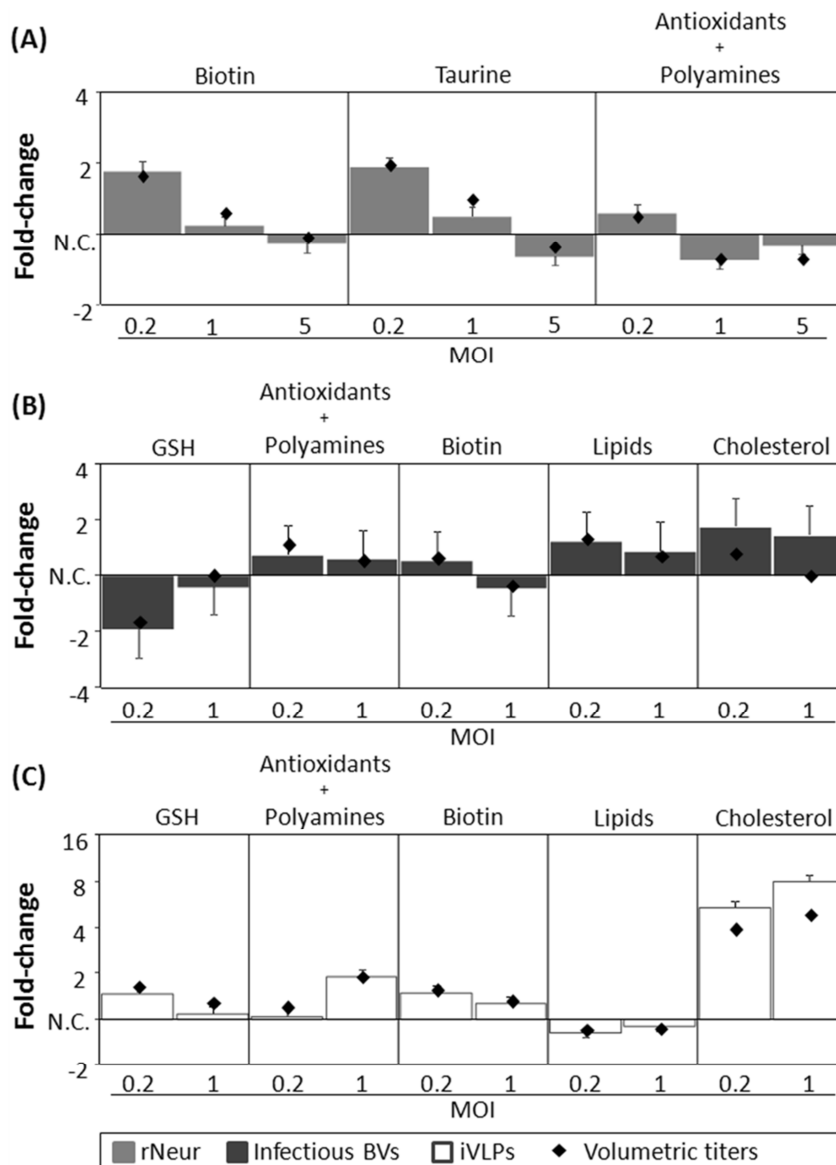 (A)
Antioxidants
+
Biotin Taurine Polyamines
4
2
N.C.
-2
Fold-change
0.2 1 5 0.2 1 5 0.2 1 5
MOI
(B)
Antioxidants
+
GSH Polyamines Biotin Lipids Cholesterol
4
2
N.C.
-2
-4
Fold-change
0.2 1 0.2 1 0.2 1 0.2 1 0.2 1
MOI
(C)
Antioxidants
+
GSH Polyamines Biotin Lipids Cholesterol
16
8
4
2
N.C.
-2
Fold-change
0.2 1 0.2 1 0.2 1 0.2 1 0.2 1
MOI
rNeur Infectious BVs iVLPs Volumetric titers